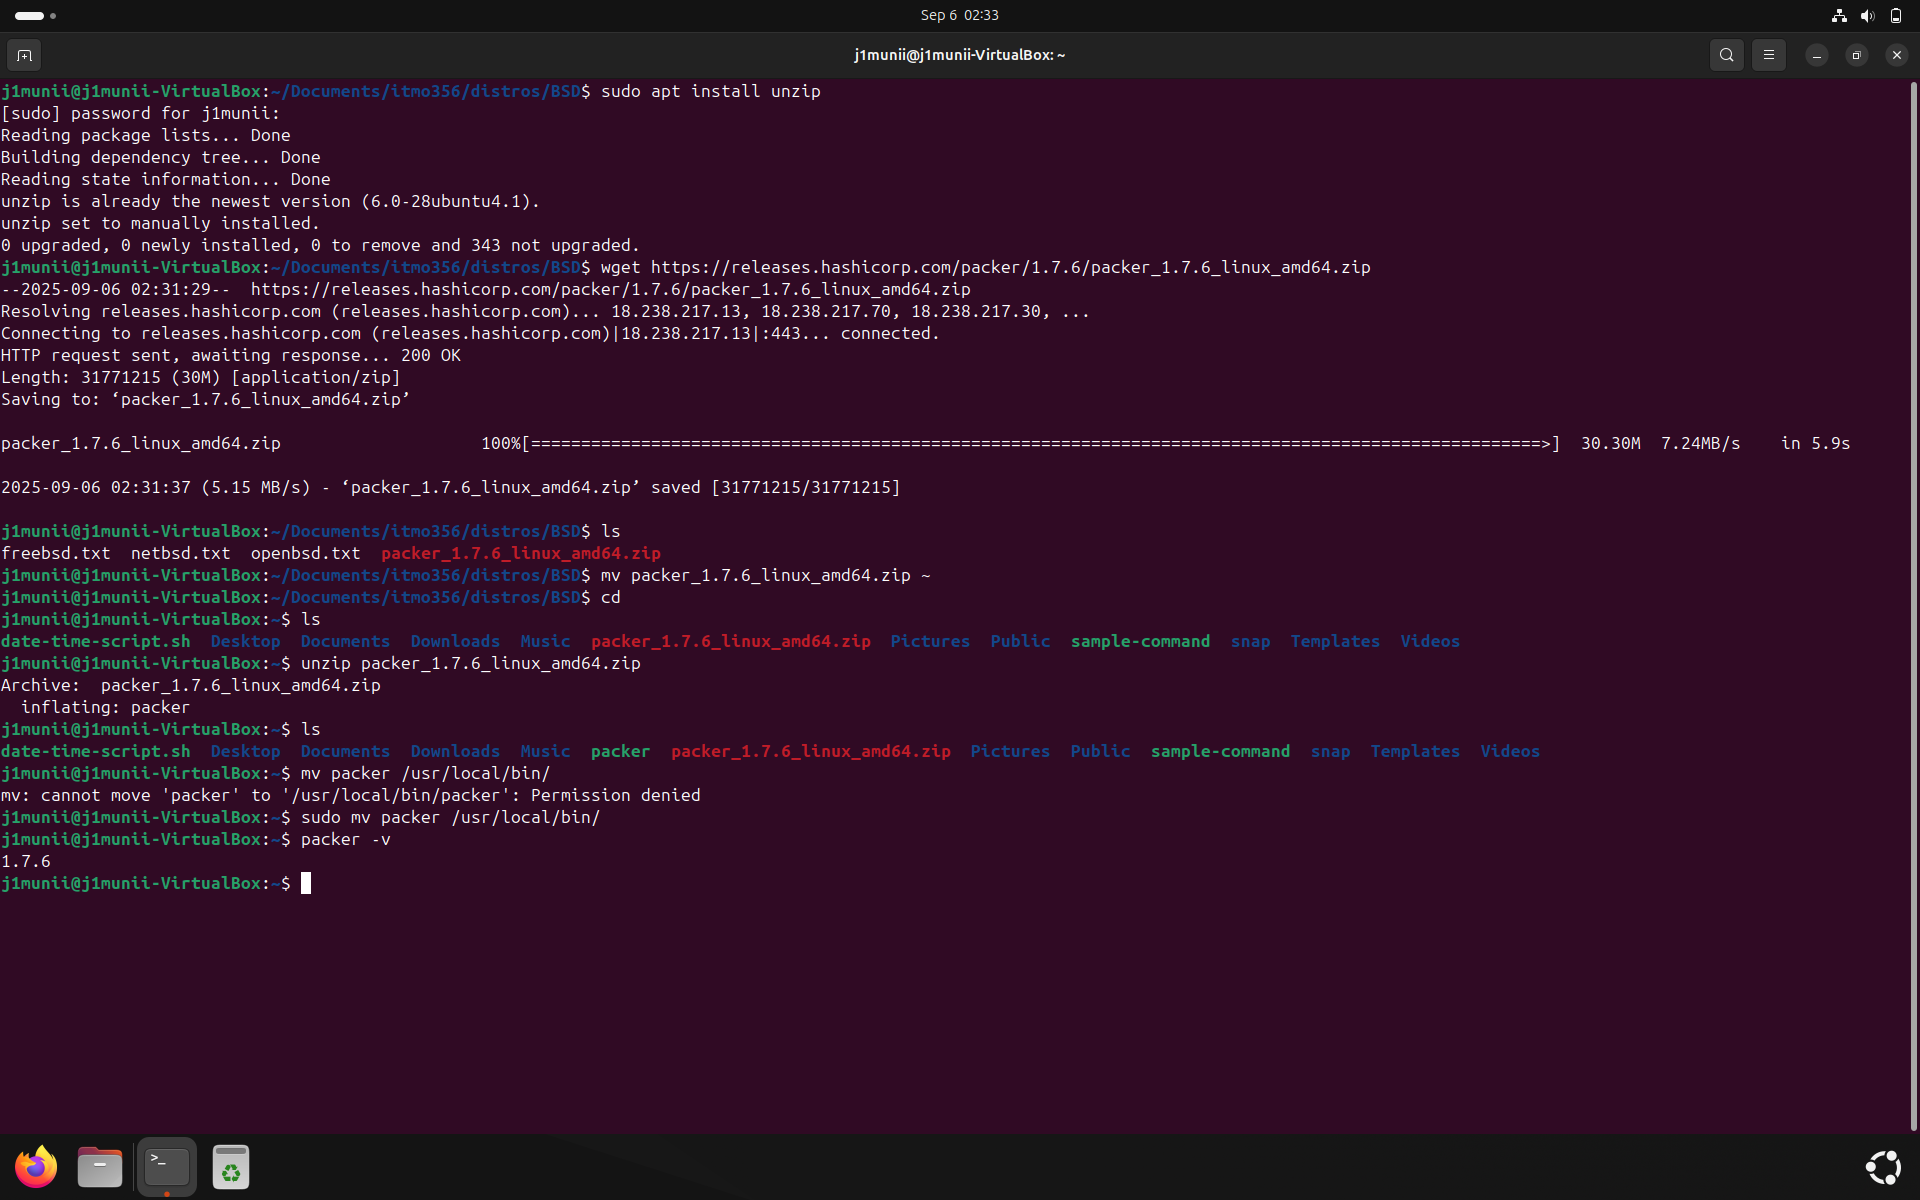 Sep 6 02:33
j1munii@j1munii-VirtualBox: ~
j1munii@j1munii-VirtualBox:~/Documents/itmo356/distros/BSD$ sudo apt install unzip
[sudo] password for j1munii:
Reading package lists... Done
Building dependency tree... Done
Reading state information... Done
unzip is already the newest version (6.0-28ubuntu4.1).
unzip set to manually installed.
0 upgraded, 0 newly installed, 0 to remove and 343 not upgraded.
j1munii@j1munii-VirtualBox:~/Documents/itmo356/distros/BSD$ wget https://releases.hashicorp.com/packer/1.7.6/packer_1.7.6_linux_amd64.zip
--2025-09-06 02:31:29--  https://releases.hashicorp.com/packer/1.7.6/packer_1.7.6_linux_amd64.zip
Resolving releases.hashicorp.com (releases.hashicorp.com)... 18.238.217.13, 18.238.217.70, 18.238.217.30, ...
Connecting to releases.hashicorp.com (releases.hashicorp.com)|18.238.217.13|:443... connected.
HTTP request sent, awaiting response... 200 OK
Length: 31771215 (30M) [application/zip]
Saving to: ‘packer_1.7.6_linux_amd64.zip’
packer_1.7.6_linux_amd64.zip 100%[=====================================================================================================>] 30.30M 7.24MB/s in 5.9s
2025-09-06 02:31:37 (5.15 MB/s) - ‘packer_1.7.6_linux_amd64.zip’ saved [31771215/31771215]
j1munii@j1munii-VirtualBox:~/Documents/itmo356/distros/BSD$ ls
freebsd.txt  netbsd.txt  openbsd.txt  packer_1.7.6_linux_amd64.zip
j1munii@j1munii-VirtualBox:~/Documents/itmo356/distros/BSD$ mv packer_1.7.6_linux_amd64.zip ~
j1munii@j1munii-VirtualBox:~/Documents/itmo356/distros/BSD$ cd
j1munii@j1munii-VirtualBox:~$ ls
date-time-script.sh  Desktop  Documents  Downloads  Music  packer_1.7.6_linux_amd64.zip  Pictures  Public  sample-command  snap  Templates  Videos
j1munii@j1munii-VirtualBox:~$ unzip packer_1.7.6_linux_amd64.zip
Archive:  packer_1.7.6_linux_amd64.zip
  inflating: packer
j1munii@j1munii-VirtualBox:~$ ls
date-time-script.sh  Desktop  Documents  Downloads  Music  packer  packer_1.7.6_linux_amd64.zip  Pictures  Public  sample-command  snap  Templates  Videos
j1munii@j1munii-VirtualBox:~$ mv packer /usr/local/bin/
mv: cannot move 'packer' to '/usr/local/bin/packer': Permission denied
j1munii@j1munii-VirtualBox:~$ sudo mv packer /usr/local/bin/
j1munii@j1munii-VirtualBox:~$ packer -v
1.7.6
j1munii@j1munii-VirtualBox:~$
>_